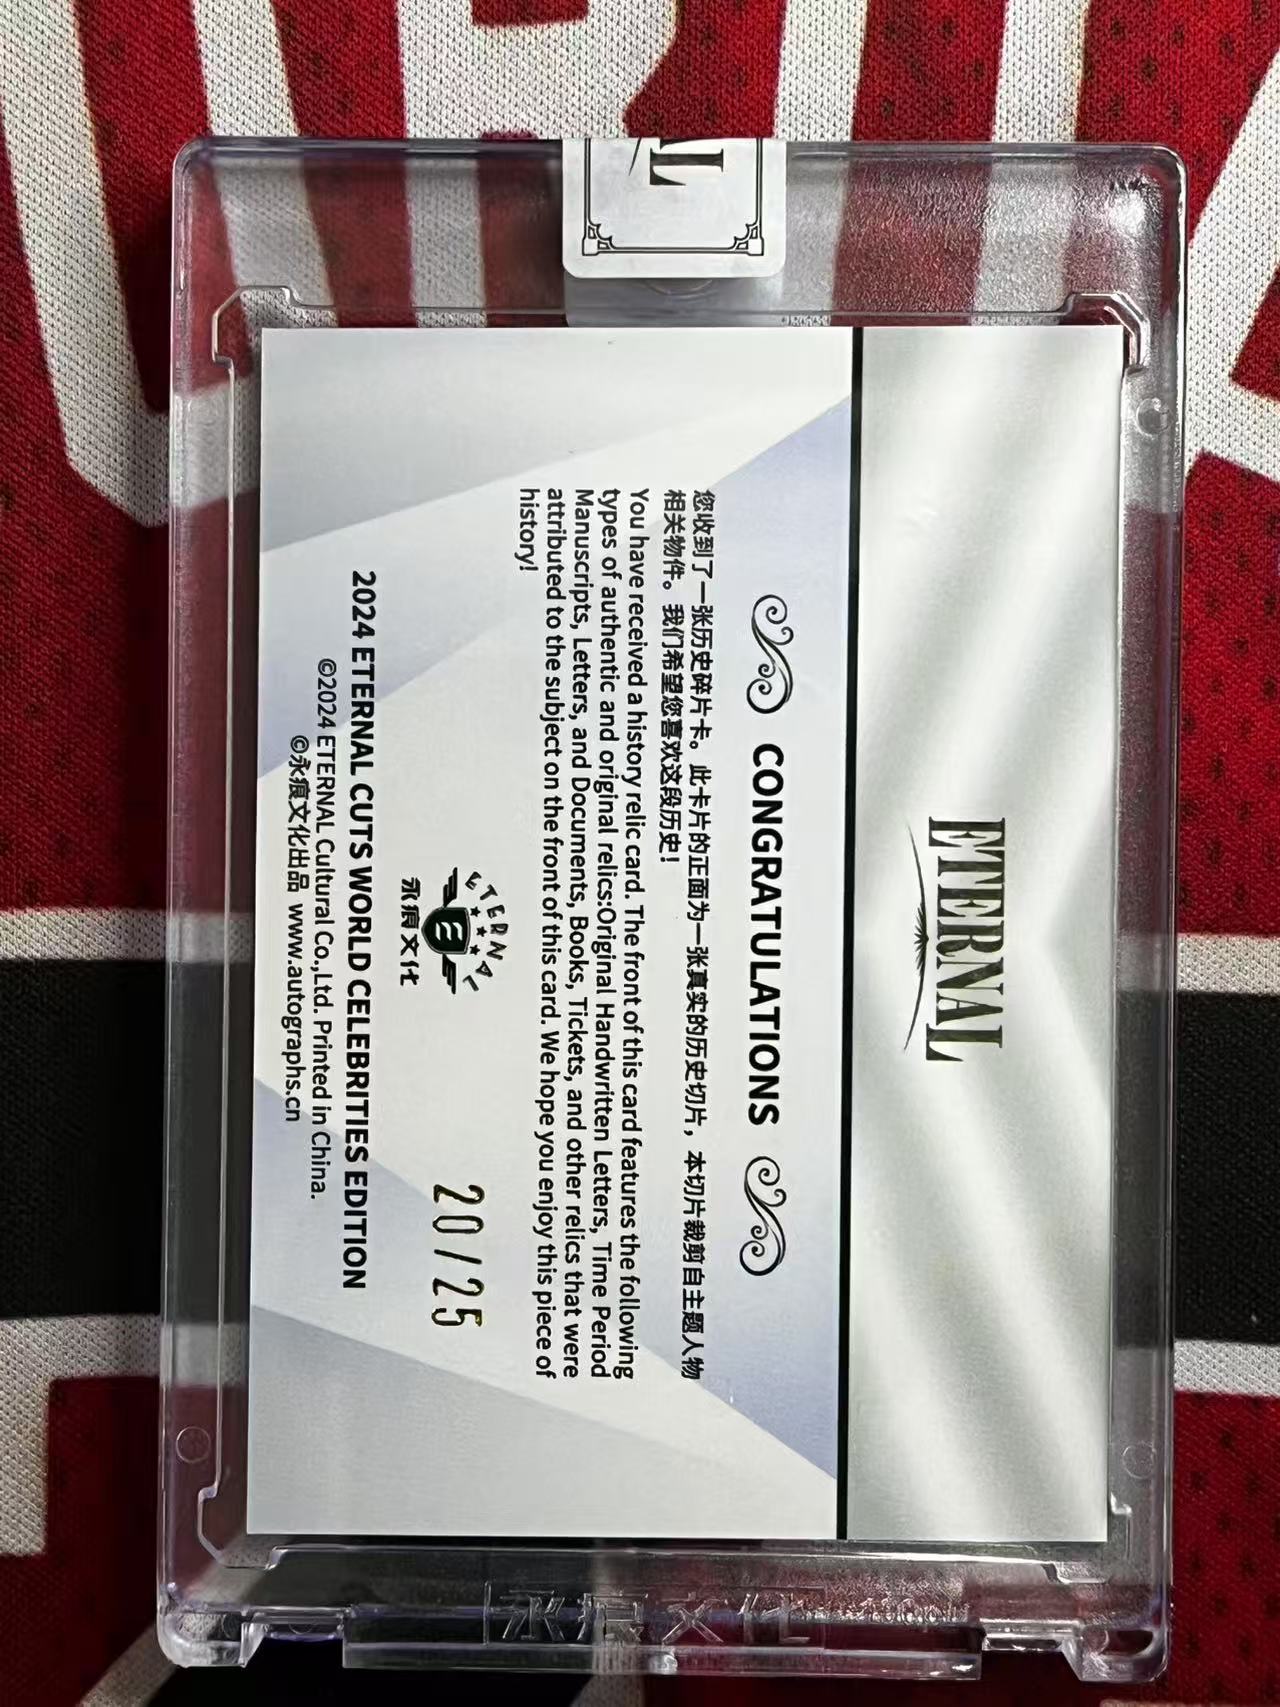 ETERNAL
CONGRATULATIONS
您收到了一张历史碎片卡。此卡片的正面为一张真实的历史切片，本切片裁剪自主题人物
相关物件。我们希望您喜欢这段历史！
You have received a history relic card. The front of this card features the following
types of authentic and original relics:Original Handwritten Letters, Time Period
Manuscripts, Letters, and Documents, Books, Tickets, and other relics that were
attributed to the subject on the front of this card. We hope you enjoy this piece of
history!
ETERNAL
E
永痕文化
20/25
2024 ETERNAL CUTS WORLD CELEBRITIES EDITION
©2024 ETERNAL Cultural Co.,Ltd. Printed in China.
©永痕文化出品 www.autographs.cn
永痕文化